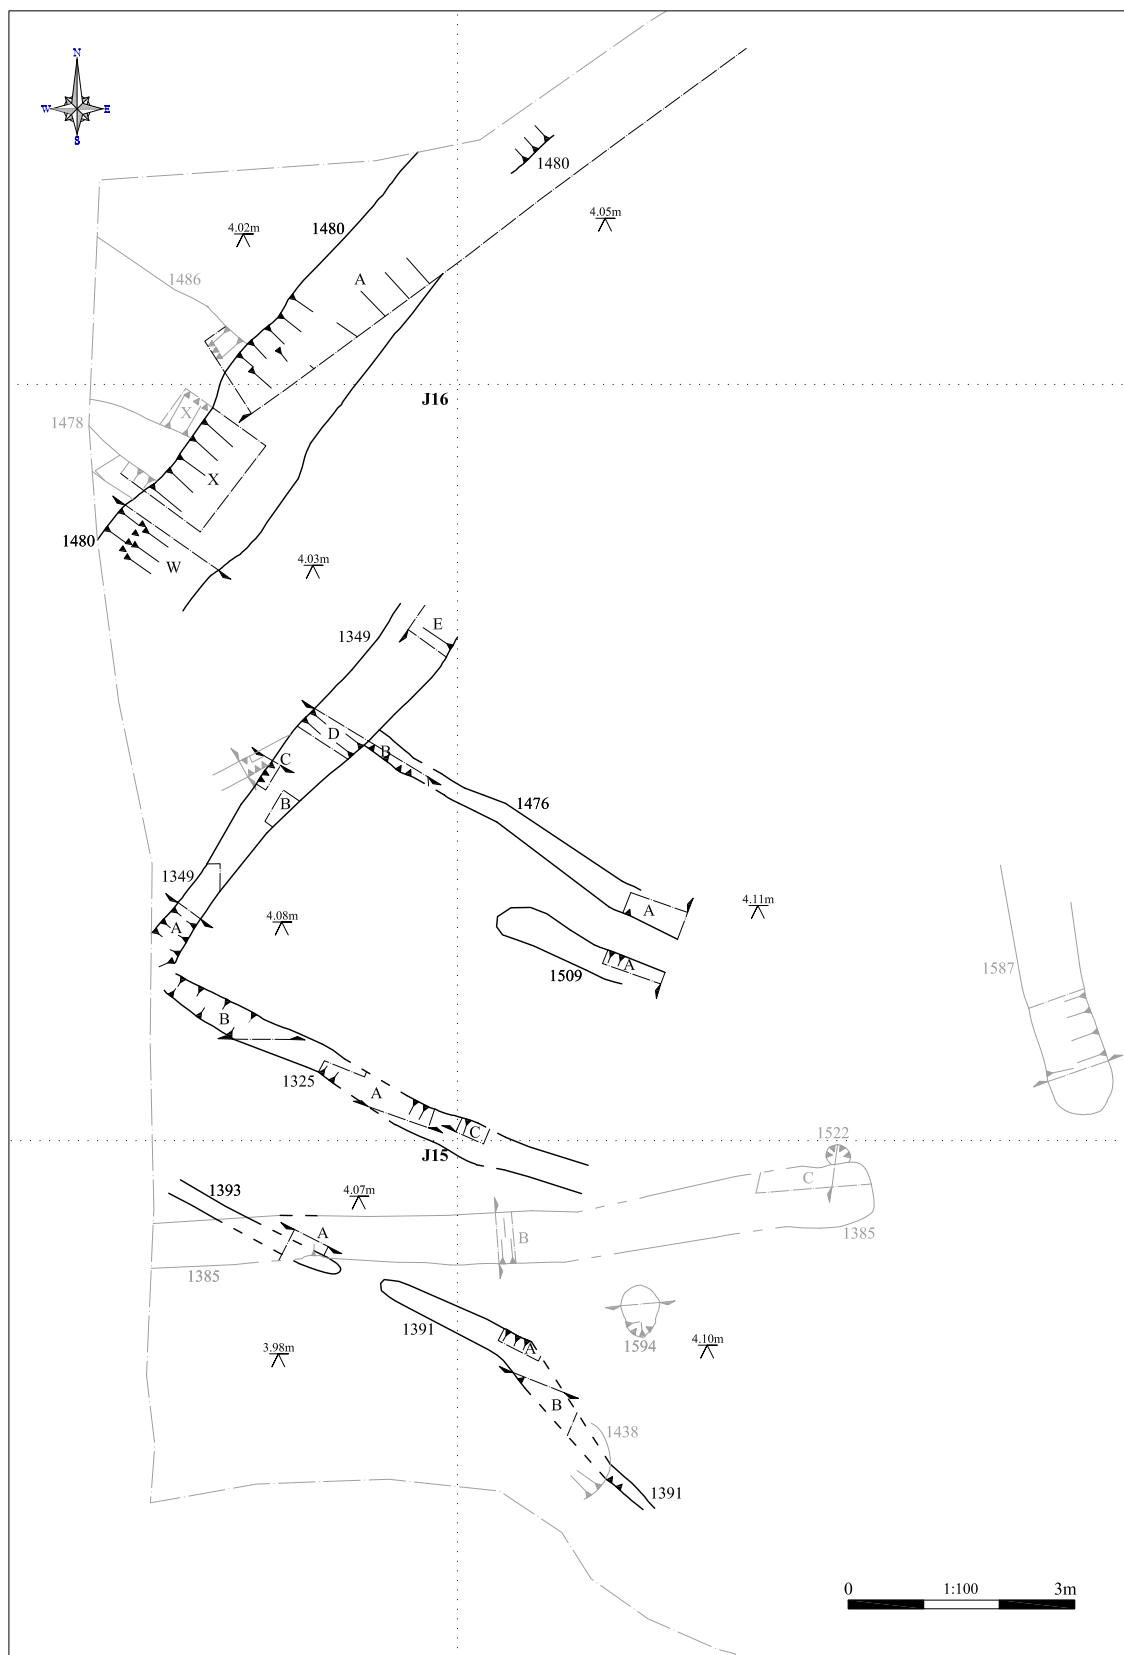 N
W E
S
1480
4.05m
4.02m
1480
1486
A
J16
X
1478
X
1480
W
4.03m
E
1349
D
B
C
B
1476
1349
A
4.11m
4.08m
A
A
1509
1587
B
1325
A
C
1522
J15
C
1393
4.07m
A
B
1385
1385
1391
4.10m
1594
3.98m
A
B
1438
1391
0 1:100 3m